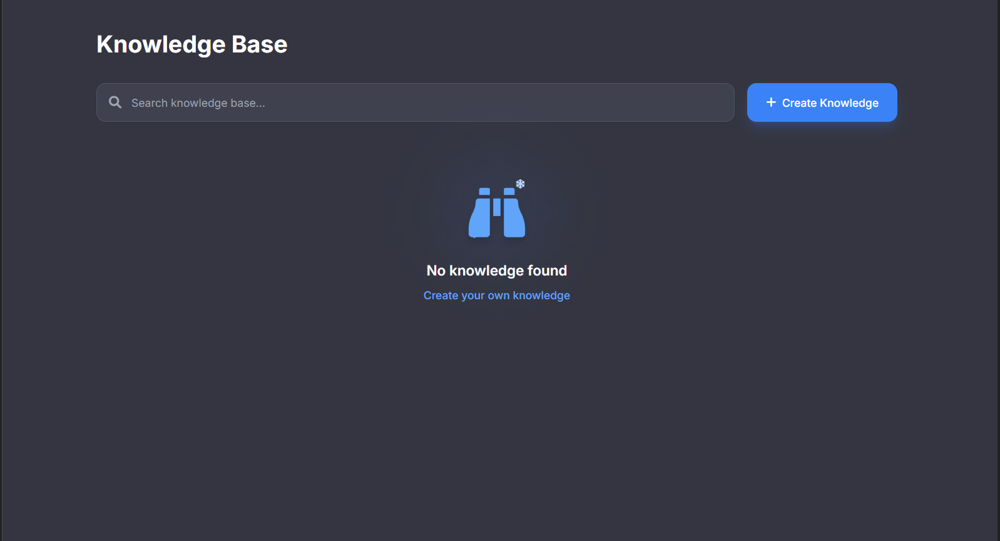 Knowledge Base
Search knowledge base...
Create Knowledge
No knowledge found
Create your own knowledge